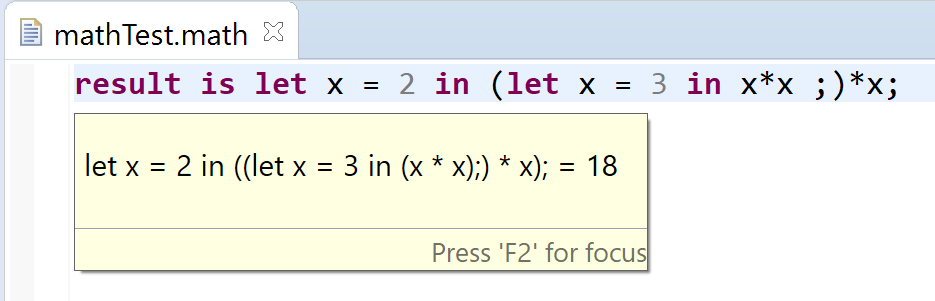 mathTest.math
result is let x = 2 in (let x = 3 in x*x ;)*x;
let x = 2 in ((let x = 3 in (x * x);) * x); = 18
Press 'F2' for focus